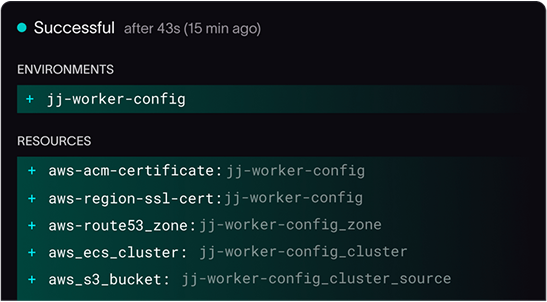 Successful after 43s (15 min ago)
ENVIRONMENTS
+ jj-worker-config
RESOURCES
+ aws-acm-certificate: jj-worker-config
+ aws-region-ssl-cert: jj-worker-config
+ aws-route53_zone: jj-worker-config_zone
+ aws_ecs_cluster: jj-worker-config_cluster
+ aws_s3_bucket: jj-worker-config_cluster_source